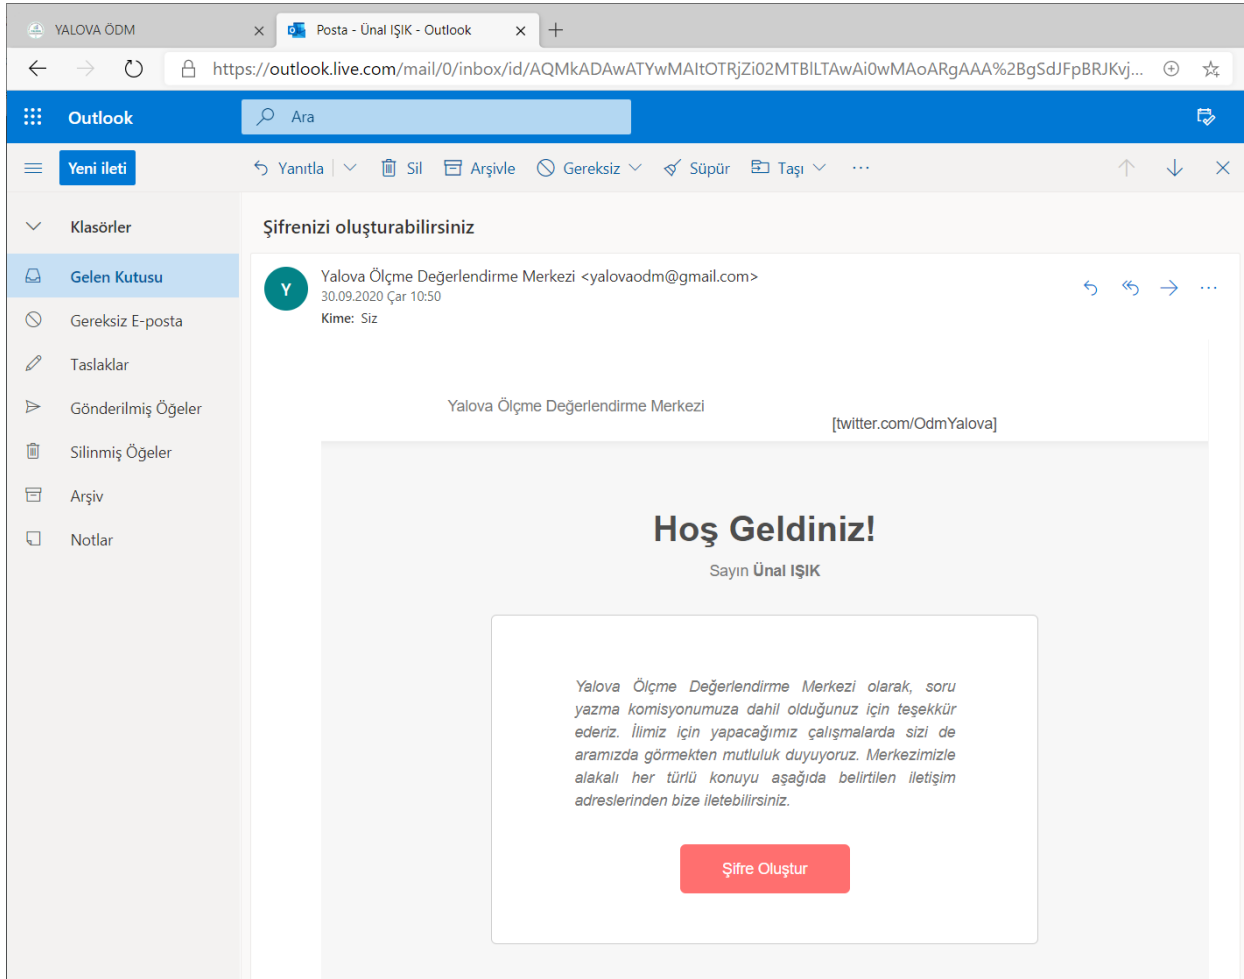 YALOVA ÖDM
Posta - Ünal IŞIK - Outlook
https://outlook.live.com/mail/0/inbox/id/AQMkADAwATYwMAItOTRjZi02MTBlLTAwAi0wMAoARgAAA%2BgSdJFpBRJKvj...
Outlook
Ara
Yeni ileti
Yanıtla
Sil
Arşivle
Gereksiz
Süpür
Taşı
Klasörler
Şifrenizi oluşturabilirsiniz
Gelen Kutusu
Gereksiz E-posta
Taslaklar
Gönderilmiş Öğeler
Silinmiş Öğeler
Arşiv
Notlar
Y
Yalova Ölçme Değerlendirme Merkezi <yalovaodm@gmail.com>
30.09.2020 Çar 10:50
Kime: Siz
Yalova Ölçme Değerlendirme Merkezi
[twitter.com/OdmYalova]
Hoş Geldiniz!
Sayın Ünal IŞIK
Yalova Ölçme Değerlendirme Merkezi olarak, soru
yazma komisyonumuza dahil olduğunuz için teşekkür
ederiz. İlimiz için yapacağımız çalışmalarda sizi de
aramızda görmekten mutluluk duyuyoruz. Merkezimizle
alakalı her türlü konuyu aşağıda belirtilen iletişim
adreslerinden bize iletebilirsiniz.
Şifre Oluştur